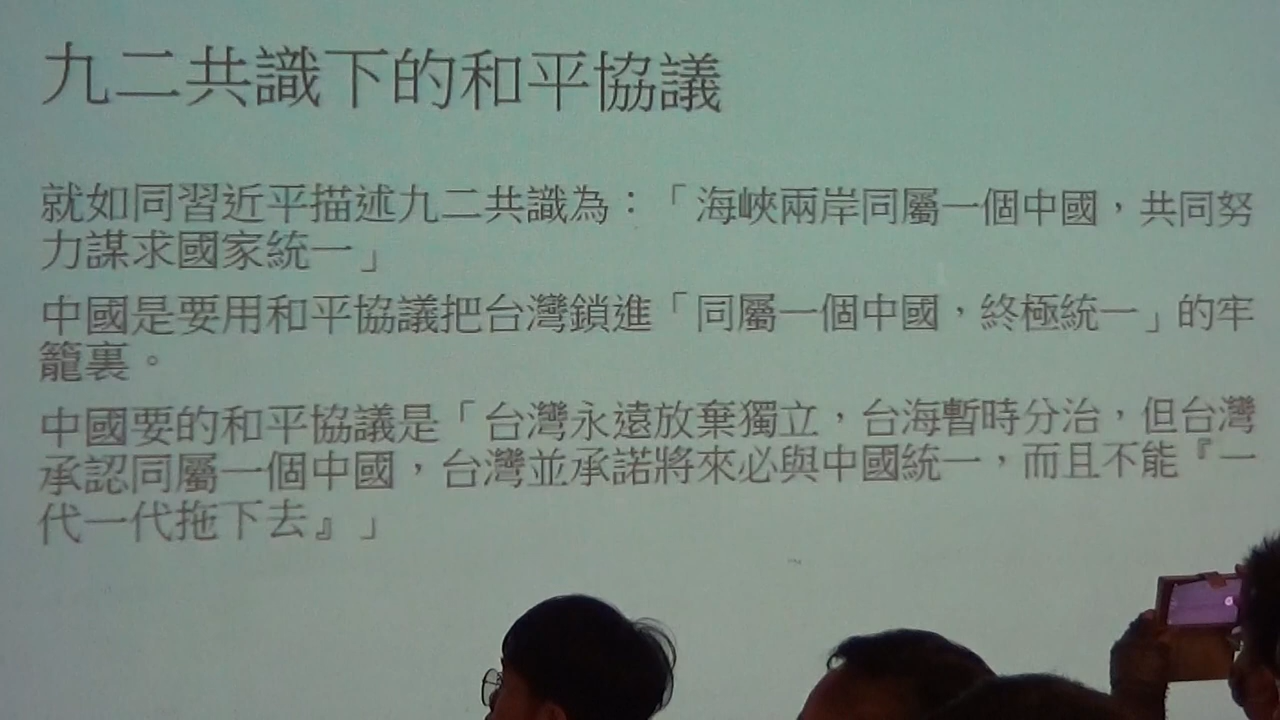 九二共識下的和平協議
就如同習近平描述九二共識為：「海峽兩岸同屬一個中國，共同努
力謀求國家統一」
中國是要用和平協議把台灣鎖進「同屬一個中國，終極統一」的牢
籠裏。
中國要的和平協議是「台灣永遠放棄獨立，台海暫時分治，但台灣
承認同屬一個中國，台灣並承諾將來必與中國統一，而且不能『一
代一代拖下去』」